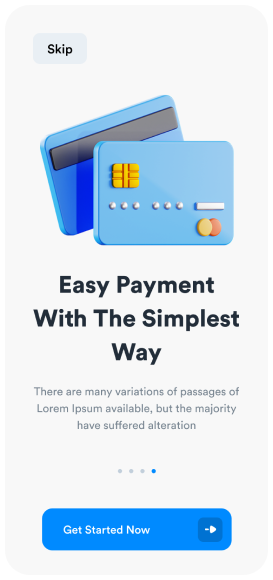 Skip
Easy Payment
With The Simplest
Way
There are many variations of passages of
Lorem Ipsum available, but the majority
have suffered alteration
Get Started Now